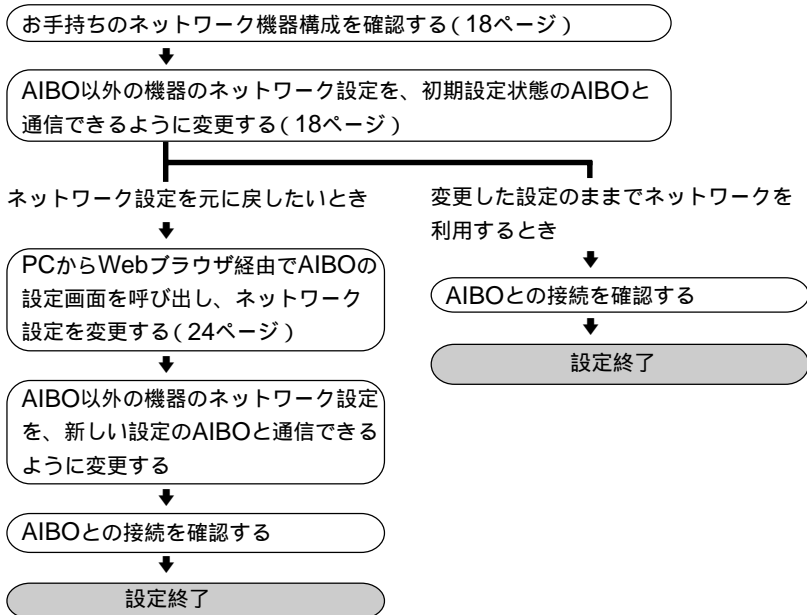 お手持ちのネットワーク機器構成を確認する（18ページ）
AIBO以外の機器のネットワーク設定を、初期設定状態のAIBOと
通信できるように変更する（18ページ）
ネットワーク設定を元に戻したいとき
PCからWebブラウザ経由でAIBOの
設定画面を呼び出し、ネットワーク
設定を変更する（24ページ）
AIBO以外の機器のネットワーク設定
を、新しい設定のAIBOと通信できる
ように変更する
AIBOとの接続を確認する
設定終了
変更した設定のままでネットワークを
利用するとき
AIBOとの接続を確認する
設定終了